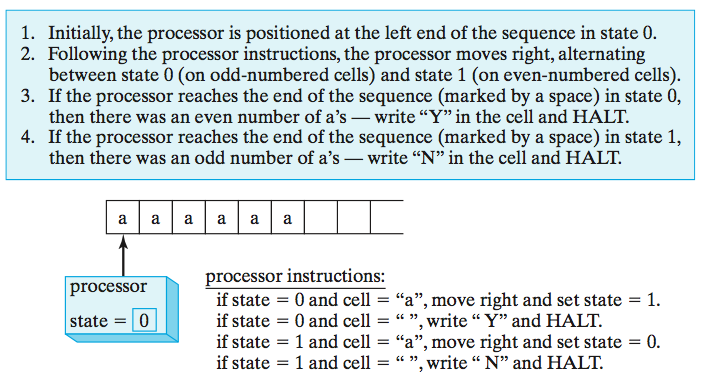 1. Initially, the processor is positioned at the left end of the sequence in state 0.
2. Following the processor instructions, the processor moves right, alternating
between state 0 (on odd-numbered cells) and state 1 (on even-numbered cells).
3. If the processor reaches the end of the sequence (marked by a space) in state 0,
then there was an even number of a’s — write “Y” in the cell and HALT.
4. If the processor reaches the end of the sequence (marked by a space) in state 1,
then there was an odd number of a’s — write “N” in the cell and HALT.
a a a a a a
processor
state = 0
processor instructions:
if state = 0 and cell = “a”, move right and set state = 1.
if state = 0 and cell = “ ”, write “ Y” and HALT.
if state = 1 and cell = “a”, move right and set state = 0.
if state = 1 and cell = “ ”, write “ N” and HALT.